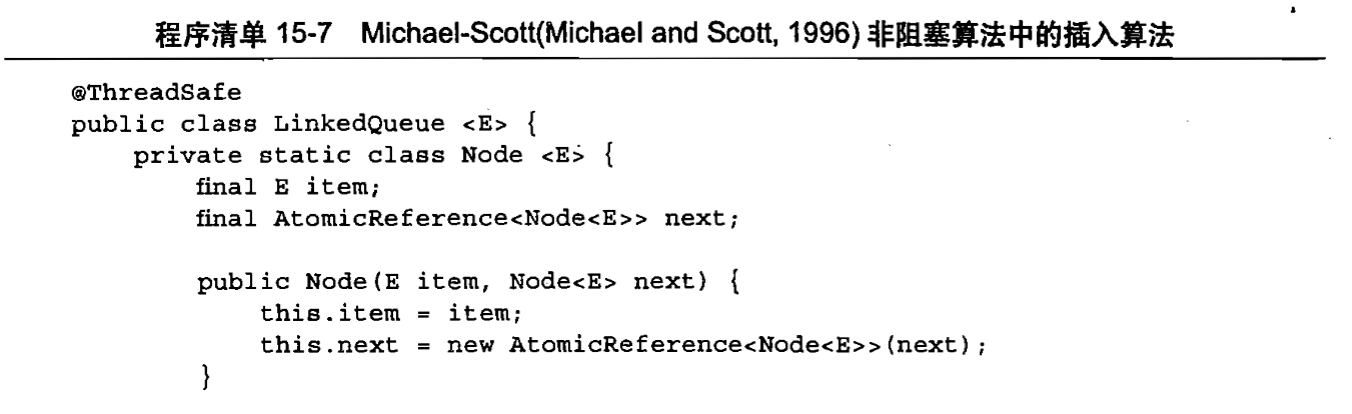 程序清单 15-7 Michael-Scott(Michael and Scott, 1996) 非阻塞算法中的插入算法
@ThreadSafe
public class LinkedQueue <E> {
    private static class Node <E> {
        final E item;
        final AtomicReference<Node<E>> next;

        public Node(E item, Node<E> next) {
            this.item = item;
            this.next = new AtomicReference<Node<E>>(next);
        }